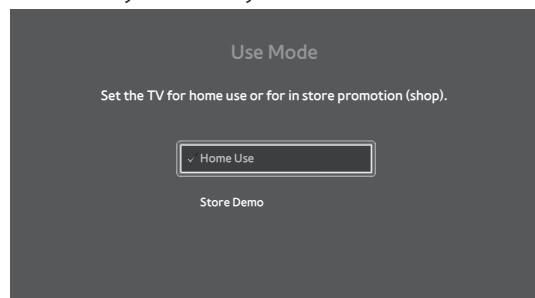 Use Mode
Set the TV for home use or for in store promotion (shop).
✓ Home Use
Store Demo